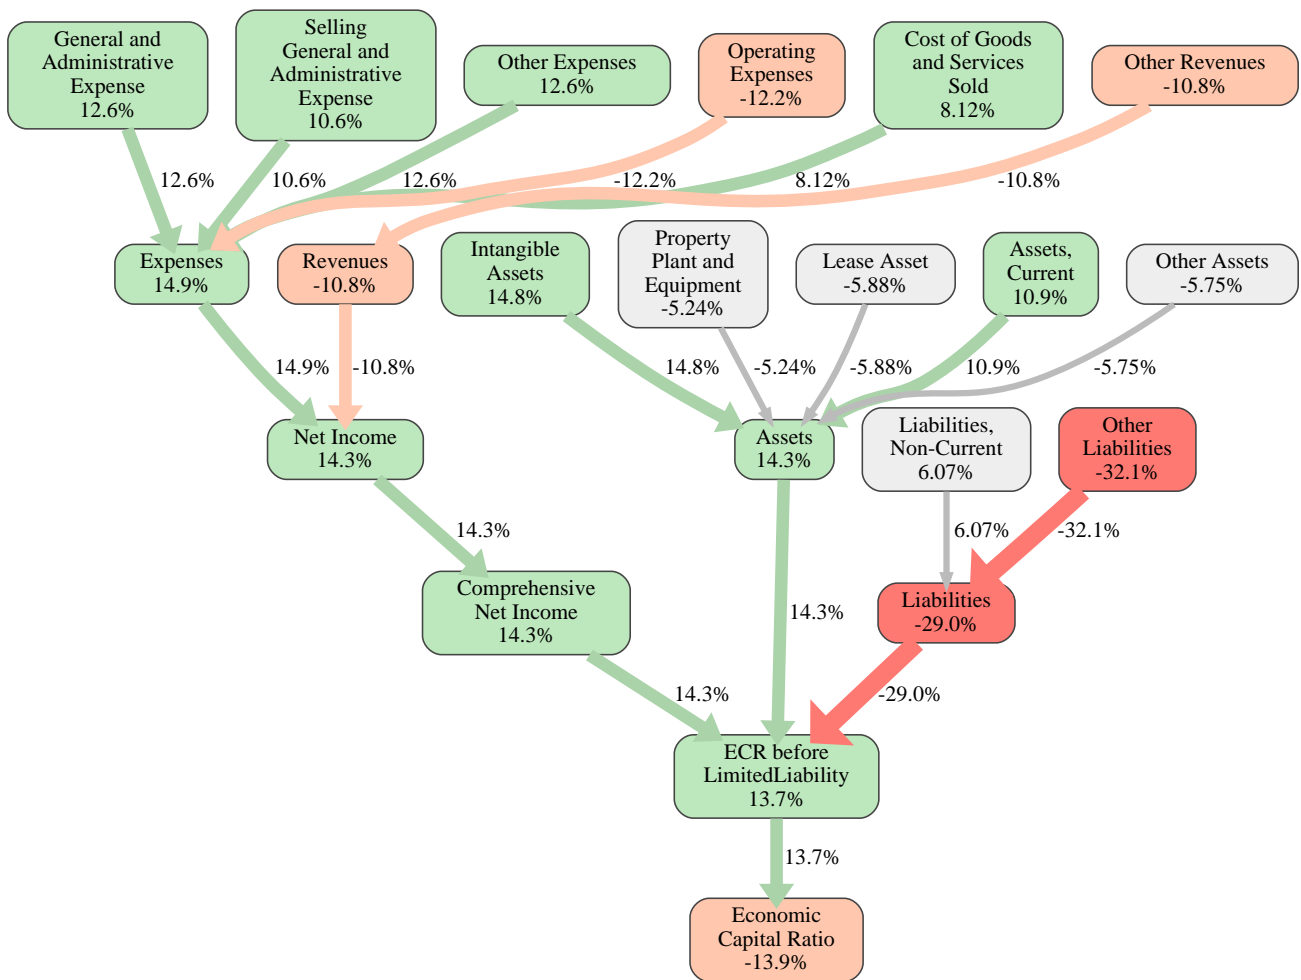 General and
Administrative
Expense
12.6%
Selling
General and
Administrative
Expense
10.6%
Other Expenses
12.6%
Operating
Expenses
-12.2%
Cost of Goods
and Services
Sold
8.12%
Other Revenues
-10.8%
12.6%
10.6%
12.6%
-12.2%
8.12%
-10.8%
Expenses
14.9%
Revenues
-10.8%
Intangible
Assets
14.8%
Property
Plant and
Equipment
-5.24%
Lease Asset
-5.88%
Assets,
Current
10.9%
Other Assets
-5.75%
14.9%
-10.8%
14.8%
-5.24%
-5.88%
10.9%
-5.75%
Net Income
14.3%
Assets
14.3%
Liabilities,
Non-Current
6.07%
Other
Liabilities
-32.1%
14.3%
6.07%
-32.1%
Comprehensive
Net Income
14.3%
14.3%
Liabilities
-29.0%
14.3%
-29.0%
ECR before
LimitedLiability
13.7%
13.7%
Economic
Capital Ratio
-13.9%